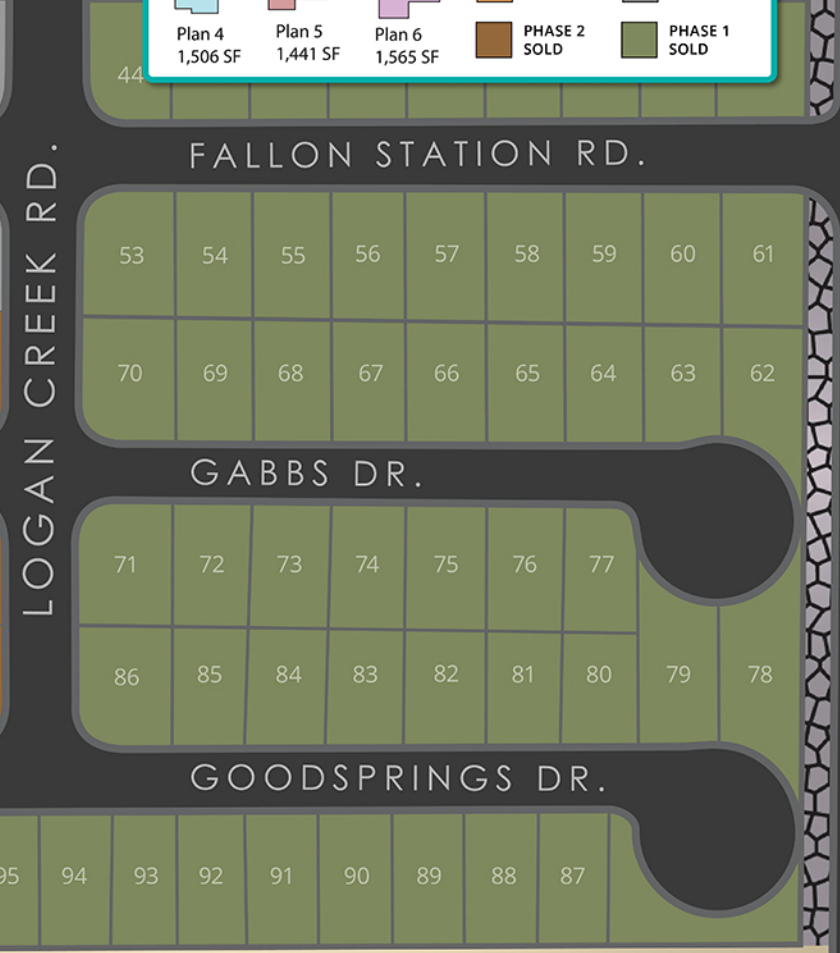 Plan 4
1,506 SF
Plan 5
1,441 SF
Plan 6
1,565 SF
PHASE 2
SOLD
PHASE 1
SOLD
44
FALLON STATION RD.
LOGAN CREEK RD.
53 54 55 56 57 58 59 60 61
70 69 68 67 66 65 64 63 62
GABBS DR.
71 72 73 74 75 76 77
86 85 84 83 82 81 80 79 78
GOODSPRINGS DR.
95 94 93 92 91 90 89 88 87